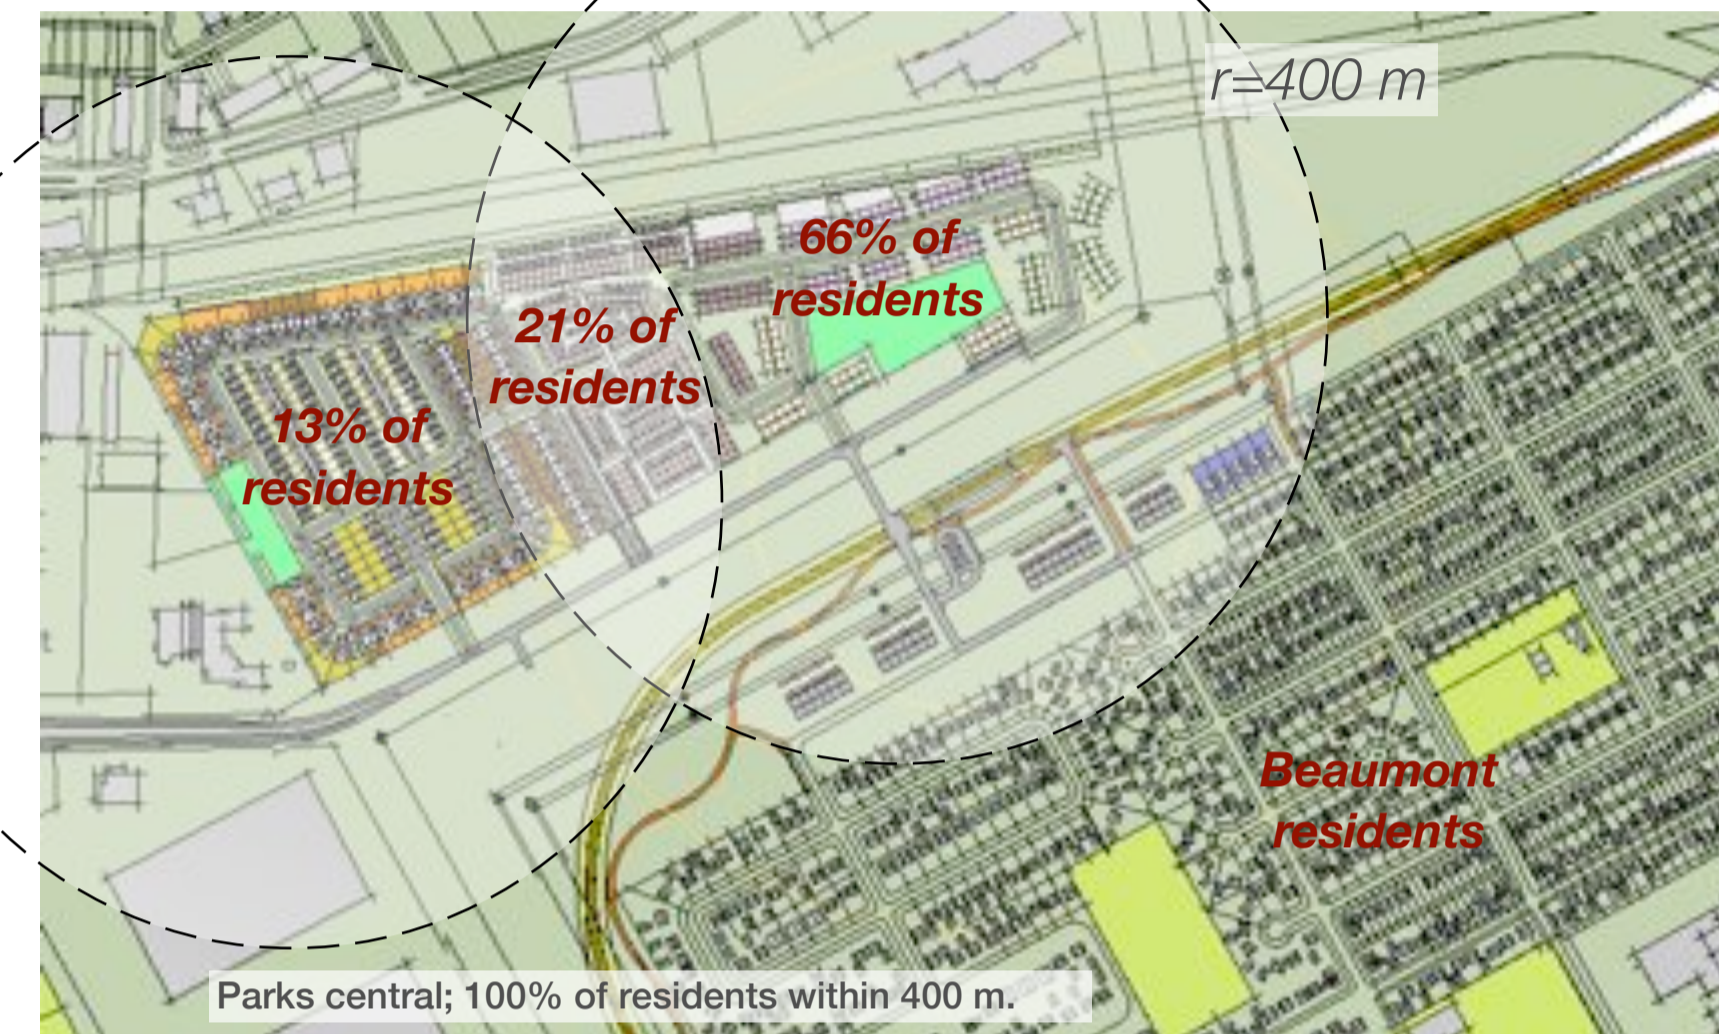 r=400 m
66% of
residents
21% of
residents
13% of
residents
Beaumont
residents
Parks central; 100% of residents within 400 m.